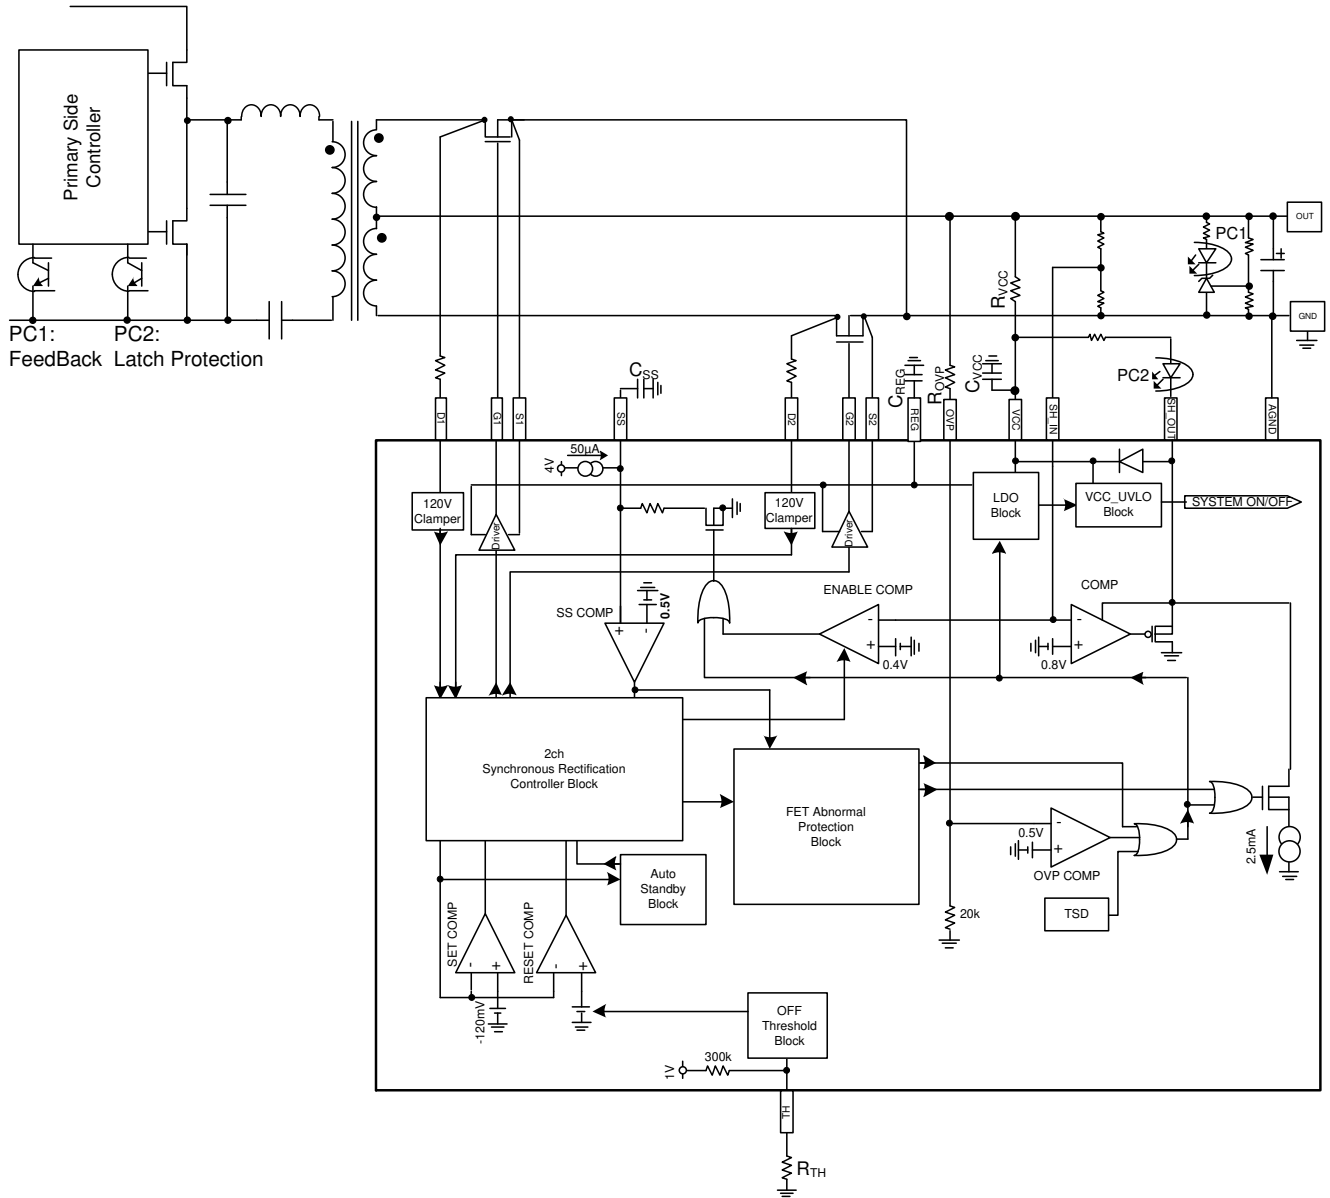 Primary Side
Controller
PC1:
FeedBack
PC2:
Latch Protection
OUT
PC1
+
GND
RVCC
PC2
CSS
CREG
ROVP
CVCC
D1
G1
S1
SS
D2
G2
S2
REG
OVP
VCC
SH_IN
SH_OUT
AGND
50μA
4V
120V
Clamper
Driver
120V
Clamper
Driver
LDO
Block
VCC_UVLO
Block
SYSTEM ON/OFF
SS COMP
0.5V
+ -
ENABLE COMP
-
+
0.4V
COMP
-
+
0.8V
2ch
Synchronous Rectification
Controller Block
FET Abnormal
Protection
Block
0.5V
-
+
OVP COMP
2.5mA
Auto
Standby
Block
20k
TSD
SET COMP
- +
RESET COMP
- +
-120mV
OFF
Threshold
Block
1V
300k
TH
RTH